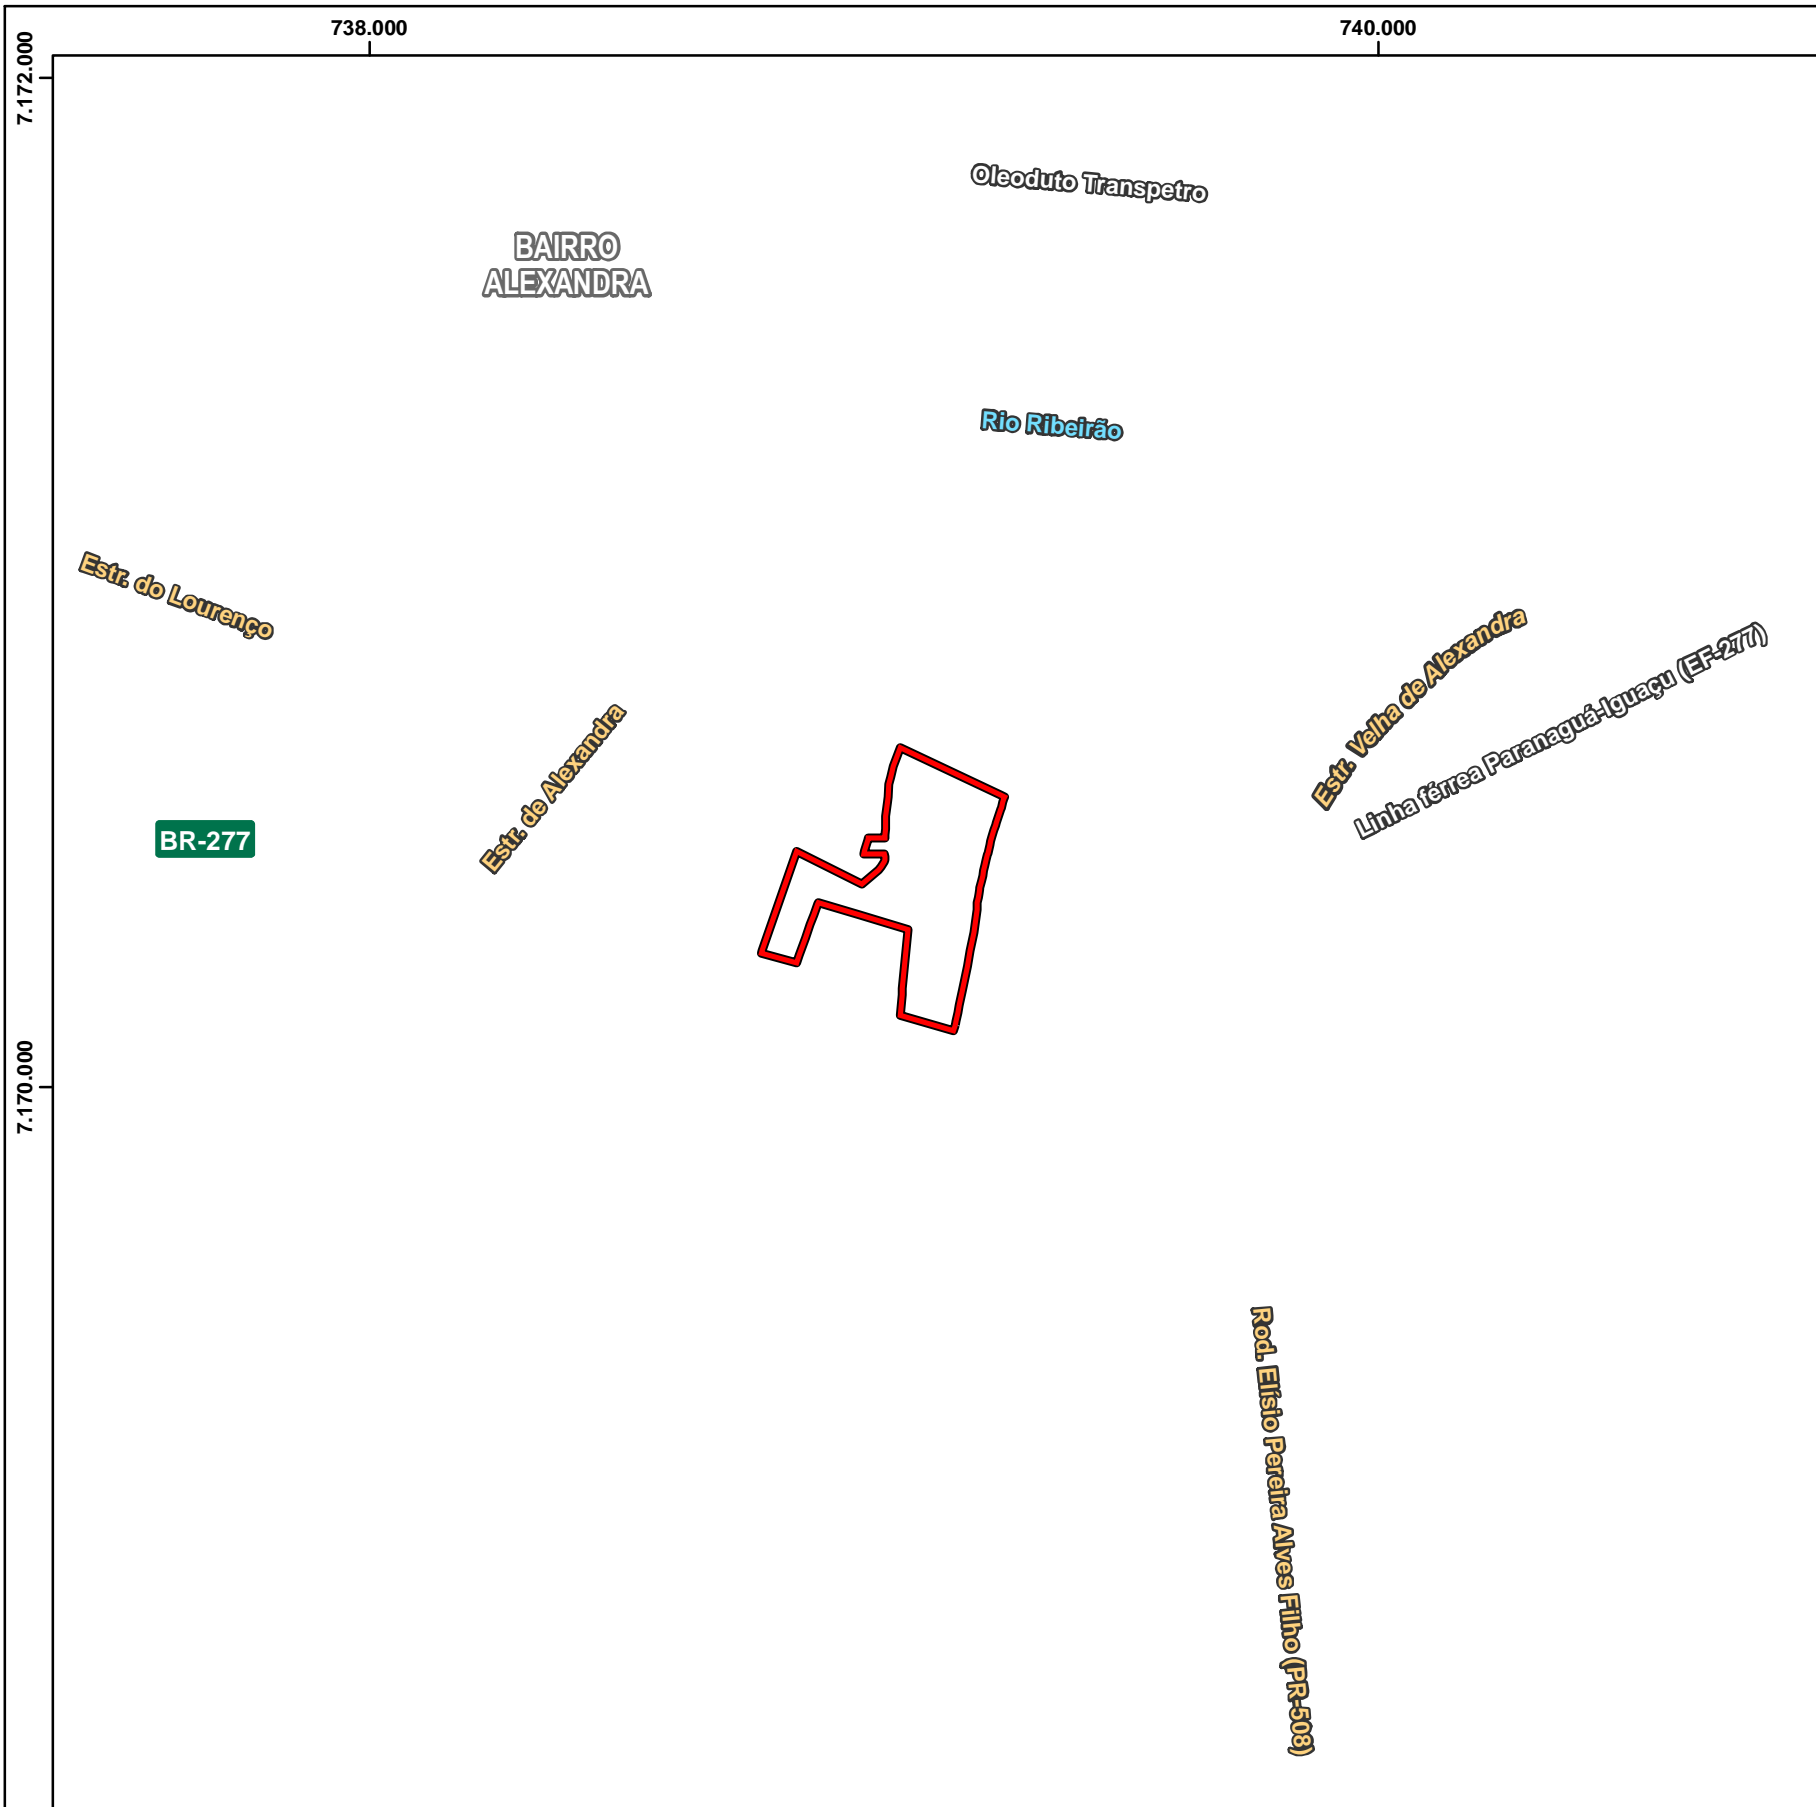 738.000
740.000
7.172.000
Oleoduto Transpetro
BAIRRO
ALEXANDRA
Rio Ribeirão
Estr. do Lourenço
Estr. Velha de Alexandra
Linha férrea Paranaguá-Iguaçu (EF-277)
Estr. de Alexandra
BR-277
7.170.000
Rod. Elísio Pereira Alves Filho (PR-508)